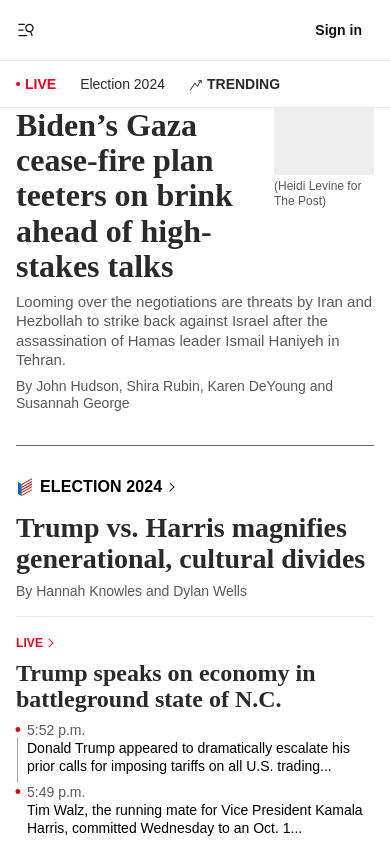 Sign in
LIVE
Election 2024
TRENDING
Biden’s Gaza
cease-fire plan
teeters on brink
ahead of high-
stakes talks
(Heidi Levine for
The Post)
Looming over the negotiations are threats by Iran and
Hezbollah to strike back against Israel after the
assassination of Hamas leader Ismail Haniyeh in
Tehran.
By John Hudson, Shira Rubin, Karen DeYoung and
Susannah George
ELECTION 2024
Trump vs. Harris magnifies
generational, cultural divides
By Hannah Knowles and Dylan Wells
LIVE
Trump speaks on economy in
battleground state of N.C.
5:52 p.m.
Donald Trump appeared to dramatically escalate his
prior calls for imposing tariffs on all U.S. trading...
5:49 p.m.
Tim Walz, the running mate for Vice President Kamala
Harris, committed Wednesday to an Oct. 1...